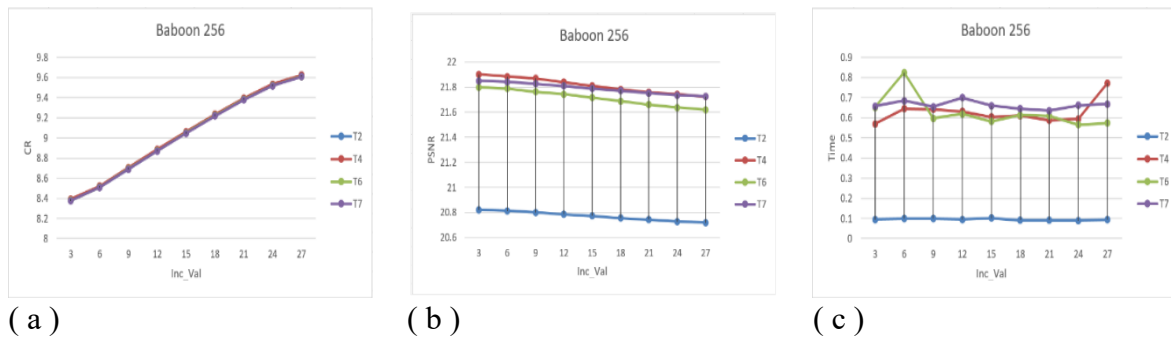 Baboon 256
9.8
9.6
9.4
9.2
9
8.8
8.6
8.4
8.2
8
CR
3 6 9 12 15 18 21 24 27
Inc_Val
T2
T4
T6
T7
( a )
Baboon 256
22
21.8
21.6
21.4
21.2
21
20.8
20.6
PSNR
3 6 9 12 15 18 21 24 27
Inc_Val
T2
T4
T6
T7
( b )
Baboon 256
0.9
0.8
0.7
0.6
0.5
0.4
0.3
0.2
0.1
0
Time
3 6 9 12 15 18 21 24 27
Inc_Val
T2
T4
T6
T7
( c )